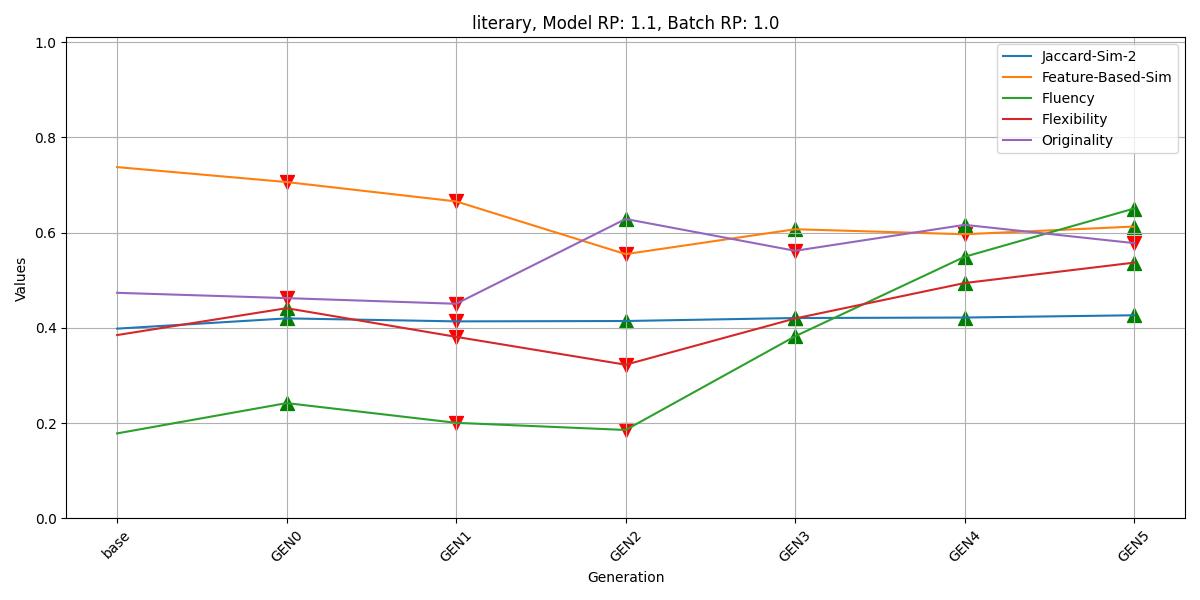 literary, Model RP: 1.1, Batch RP: 1.0
Jaccard-Sim-2
Feature-Based-Sim
Fluency
Flexibility
Originality
1.0
0.8
0.6
0.4
0.2
0.0
Values
base
GEN0
GEN1
GEN2
GEN3
GEN4
GEN5
Generation